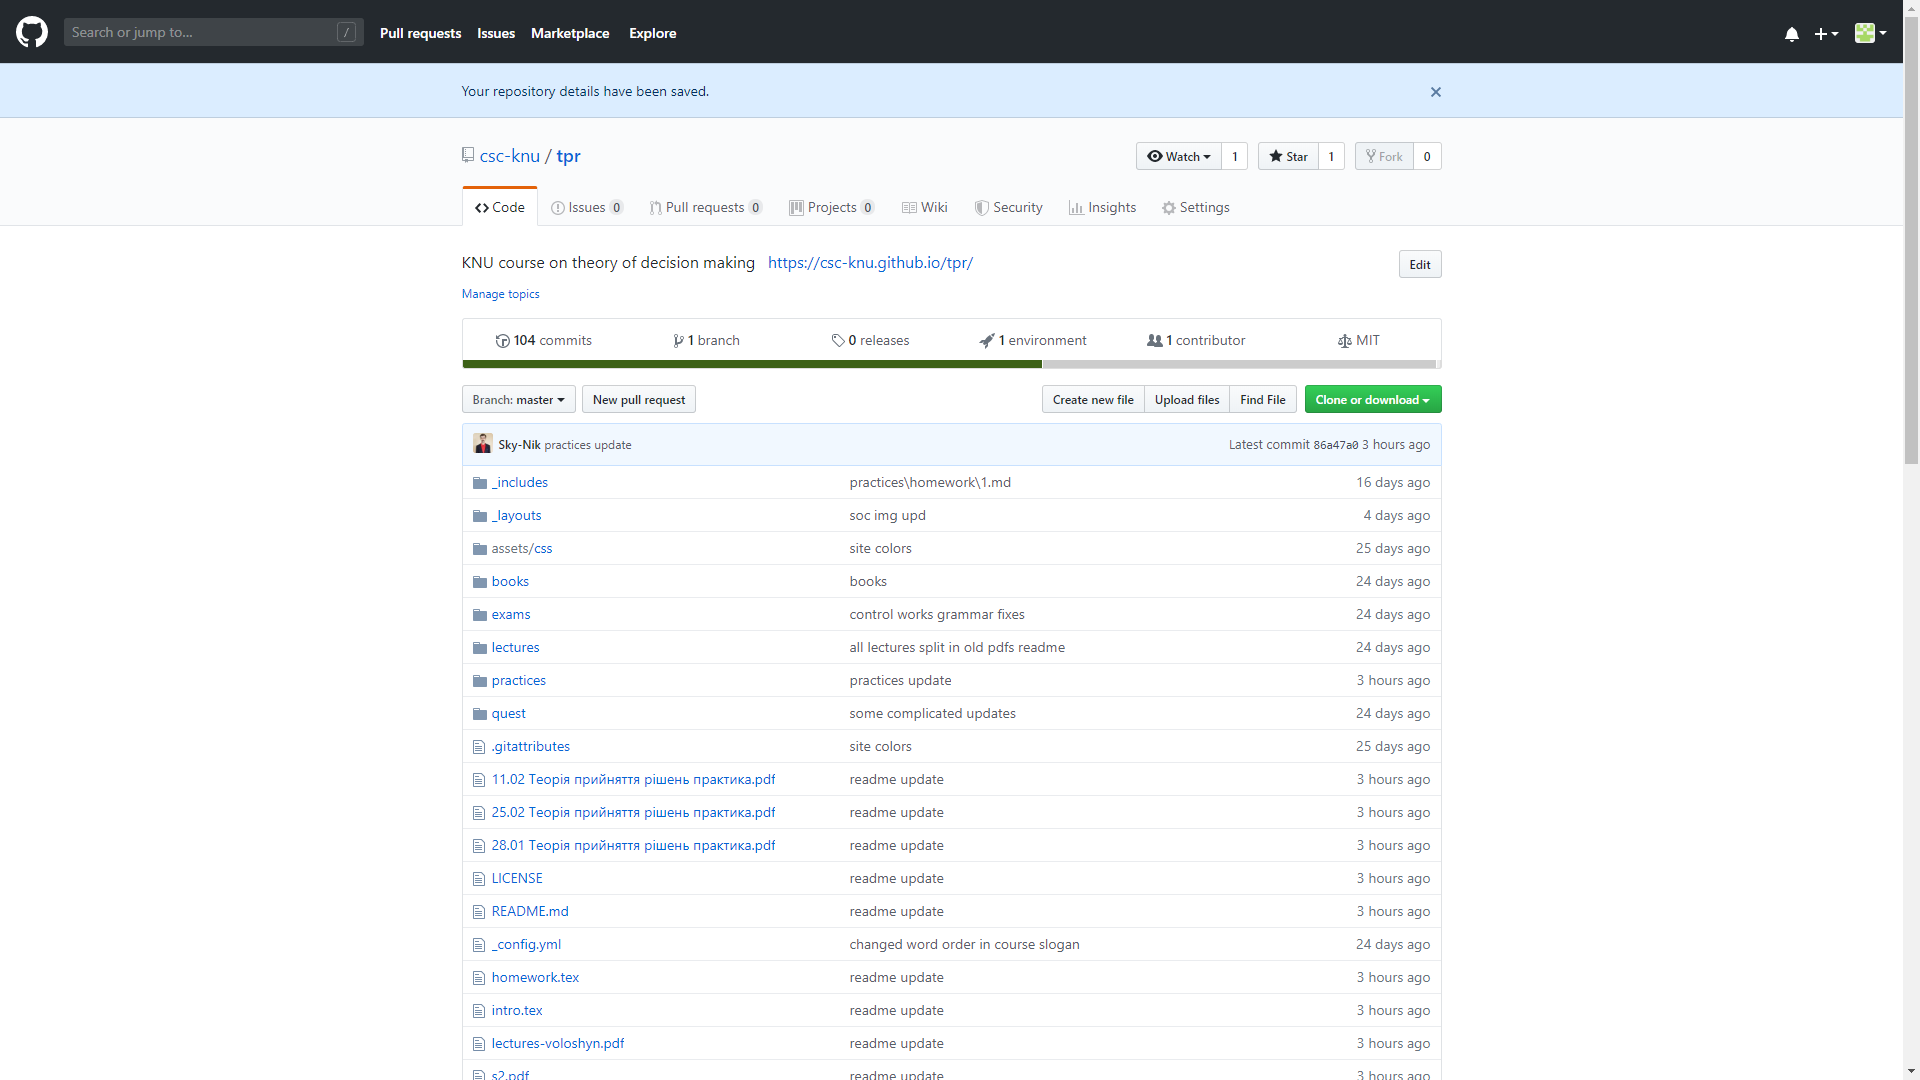 Search or jump to... / Pull requests Issues Marketplace Explore
Your repository details have been saved.
csc-knu / tpr Watch 1 Star 1 Fork 0
Code Issues 0 Pull requests 0 Projects 0 Wiki Security Insights Settings
KNU course on theory of decision making https://csc-knu.github.io/tpr/ Edit
Manage topics
104 commits 1 branch 0 releases 1 environment 1 contributor MIT
Branch: master New pull request Create new file Upload files Find File Clone or download
Sky-Nik practices update Latest commit 86a47a0 3 hours ago
_includes practices\homework\1.md 16 days ago
_layouts soc img upd 4 days ago
assets/css site colors 25 days ago
books books 24 days ago
exams control works grammar fixes 24 days ago
lectures all lectures split in old pdfs readme 24 days ago
practices practices update 3 hours ago
quest some complicated updates 24 days ago
.gitattributes site colors 25 days ago
11.02 Теорія прийняття рішень практика.pdf readme update 3 hours ago
25.02 Теорія прийняття рішень практика.pdf readme update 3 hours ago
28.01 Теорія прийняття рішень практика.pdf readme update 3 hours ago
LICENSE readme update 3 hours ago
README.md readme update 3 hours ago
_config.yml changed word order in course slogan 24 days ago
homework.tex readme update 3 hours ago
intro.tex readme update 3 hours ago
lectures-voloshyn.pdf readme update 3 hours ago
s2.pdf readme update 3 hours ago